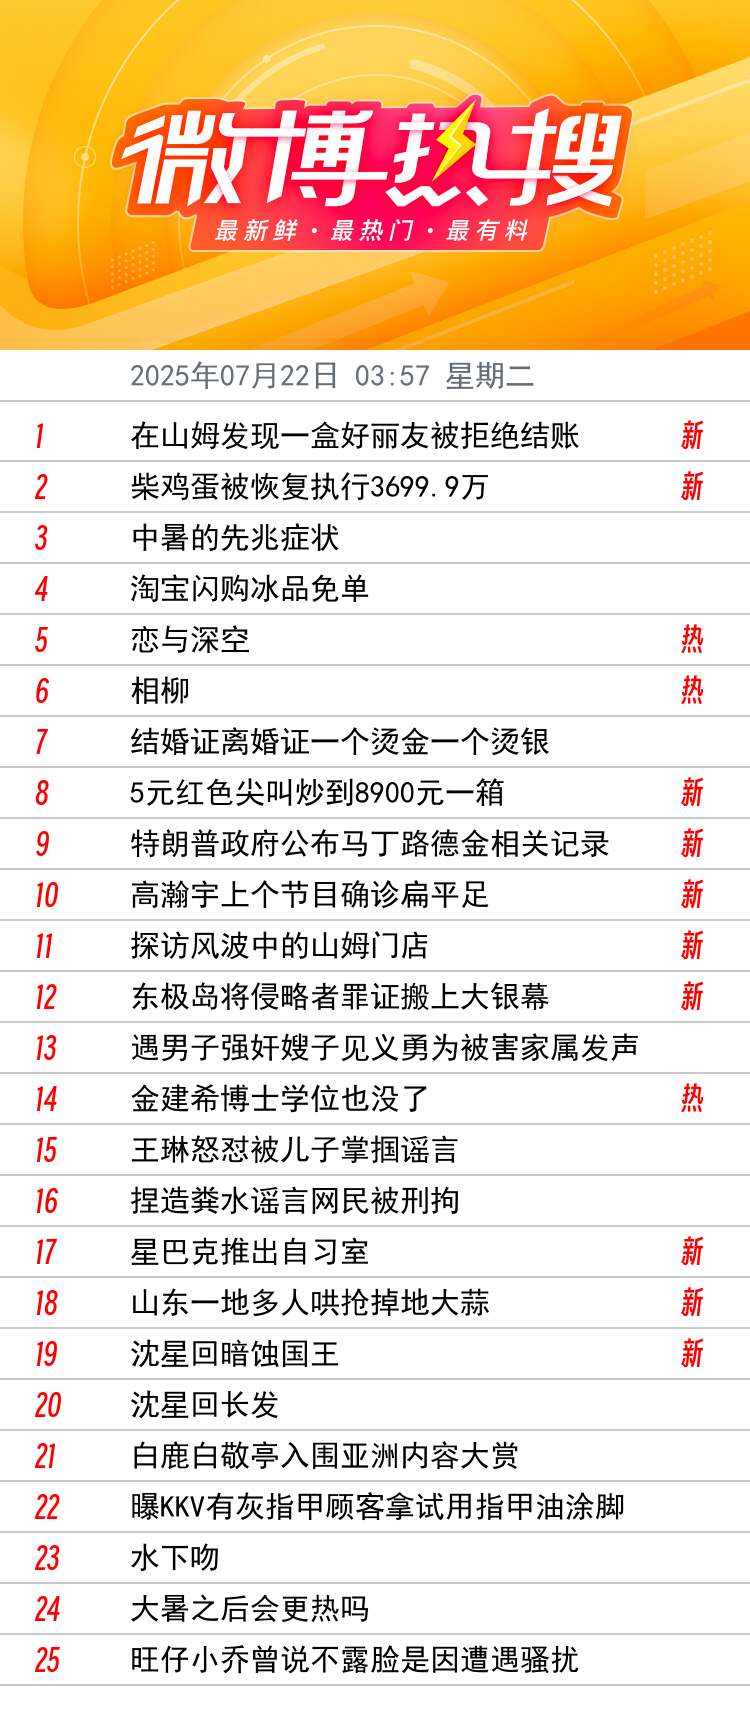 微博热搜
最新鲜·最热门·最有料
2025年07月22日 03:57 星期二
1 在山姆发现一盒好丽友被拒绝结账 新
2 柴鸡蛋被恢复执行3699.9万 新
3 中暑的先兆症状
4 淘宝闪购冰品免单
5 恋与深空 热
6 相柳 热
7 结婚证离婚证一个烫金一个烫银
8 5元红色尖叫炒到8900元一箱 新
9 特朗普政府公布马丁路德金相关记录 新
10 高瀚宇上个节目确诊扁平足 新
11 探访风波中的山姆门店 新
12 东极岛将侵略者罪证搬上大银幕 新
13 遇男子强奸嫂子见义勇为被害家属发声
14 金建希博士学位也没了 热
15 王琳怒怼被儿子掌掴谣言
16 捏造粪水谣言网民被刑拘
17 星巴克推出自习室 新
18 山东一地多人哄抢掉地大蒜 新
19 沈星回暗蚀国王 新
20 沈星回长发
21 白鹿白敬亭入围亚洲内容大赏
22 曝KKV有灰指甲顾客拿试用指甲油涂脚
23 水下吻
24 大暑之后会更热吗
25 旺仔小乔曾说不露脸是因遭遇骚扰